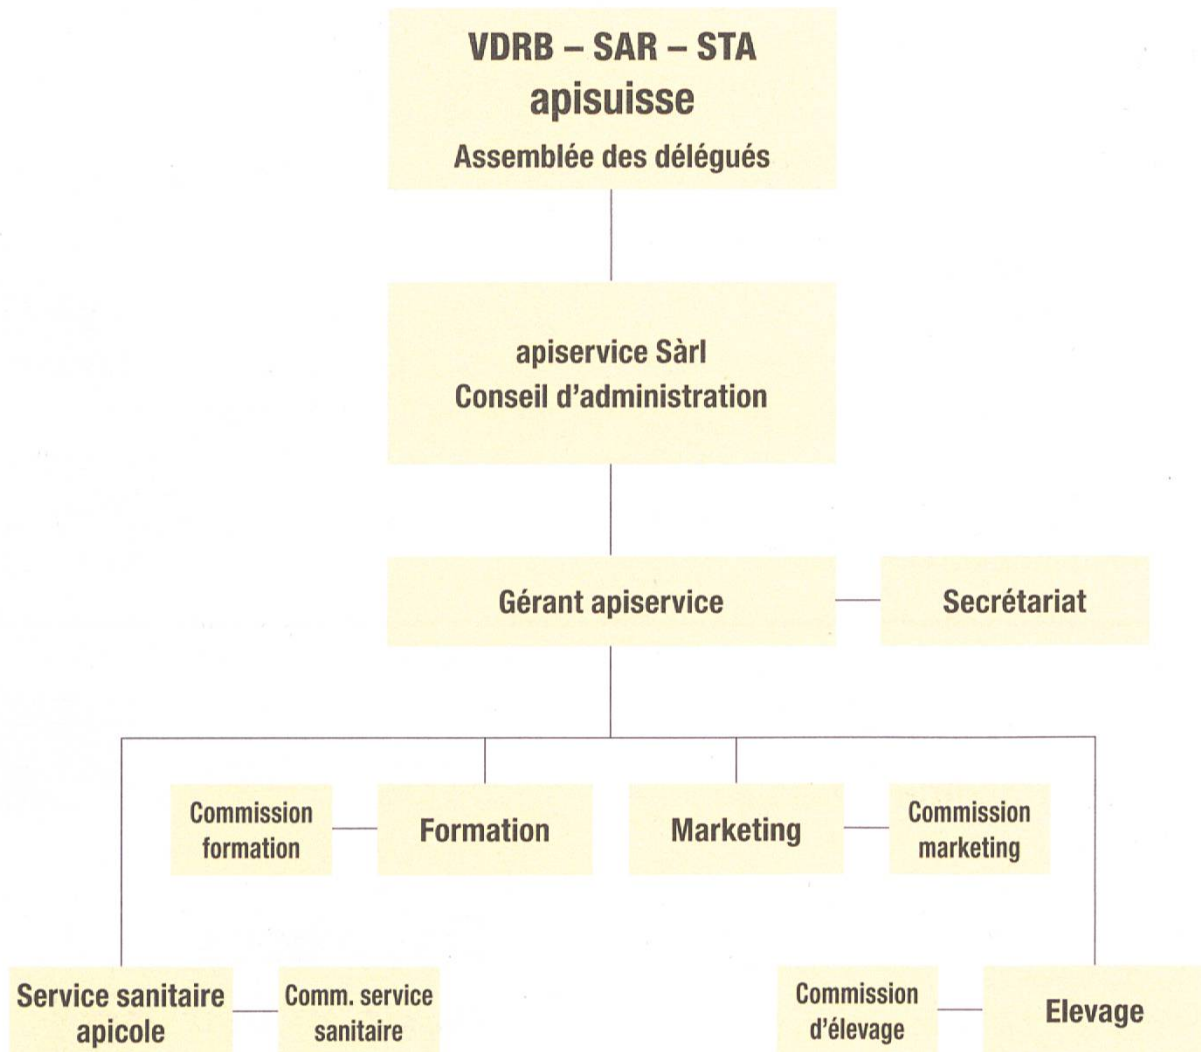 VDRB – SAR – STA
apisuisse
Assemblée des délégués
apiservice Sàrl
Conseil d'administration
Gérant apiservice
Secrétariat
Commission
formation
Formation
Marketing
Commission
marketing
Service sanitaire
apicole
Comm. service
sanitaire
Commission
d'élevage
Elevage